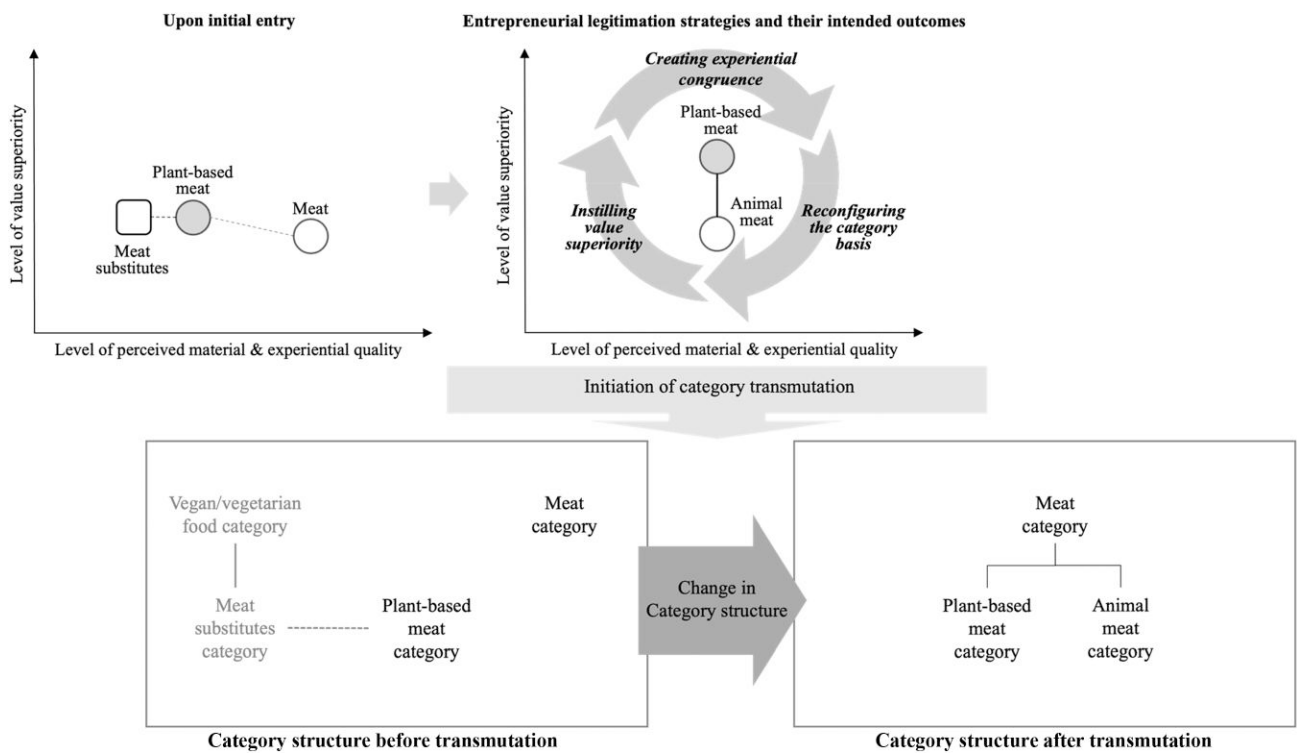 Upon initial entry
Level of value superiority
Plant-based
meat
Meat
Meat
substitutes
Level of perceived material & experiential quality
Entrepreneurial legitimation strategies and their intended outcomes
Level of value superiority
Creating experiential
congruence
Plant-based
meat
Animal
meat
Instilling
value
superiority
Reconfiguring
the category
basis
Level of perceived material & experiential quality
Initiation of category transmutation
Vegan/vegetarian
food category
Meat
category
Meat
substitutes
category
Plant-based
meat
category
Category structure before transmutation
Change in
Category structure
Meat
category
Plant-based
meat
category
Animal
meat
category
Category structure after transmutation